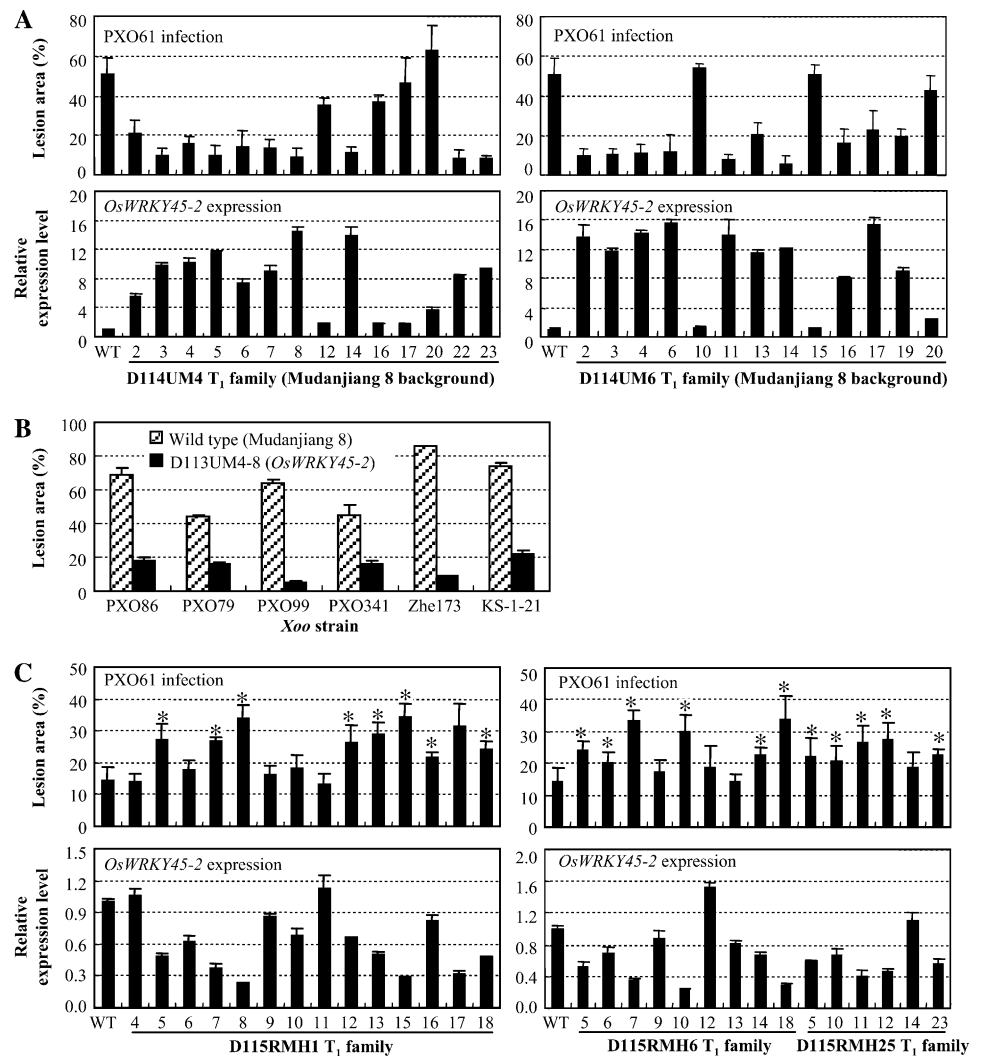 A
80
60
40
20
0
Lesion area (%)
PXO61 infection
80
60
40
20
0
PXO61 infection
20
16
12
8
4
0
Relative
expression level
OsWRKY45-2 expression
WT 2 3 4 5 6 7 8 12 14 16 17 20 22 23
D114UM4 T1 family (Mudanjiang 8 background)
20
16
12
8
4
0
OsWRKY45-2 expression
WT 2 3 4 6 10 11 13 14 15 16 17 19 20
D114UM6 T1 family (Mudanjiang 8 background)
B
100
80
60
40
20
0
Lesion area (%)
Wild type (Mudanjiang 8)
D113UM4-8 (OsWRKY45-2)
PXO86 PXO79 PXO99 PXO341 Zhe173 KS-1-21
Xoo strain
C
50
40
30
20
10
0
Lesion area (%)
PXO61 infection
* * * * * * * *
50
40
30
20
10
0
PXO61 infection
* * * * * * * * * * *
1.5
1.2
0.9
0.6
0.3
0.0
Relative
expression level
OsWRKY45-2 expression
WT 4 5 6 7 8 9 10 11 12 13 15 16 17 18
D115RMH1 T1 family
2.0
1.6
1.2
0.8
0.4
0.0
OsWRKY45-2 expression
WT 5 6 7 9 10 12 13 14 18 5 10 11 12 14 23
D115RMH6 T1 family D115RMH25 T1 family